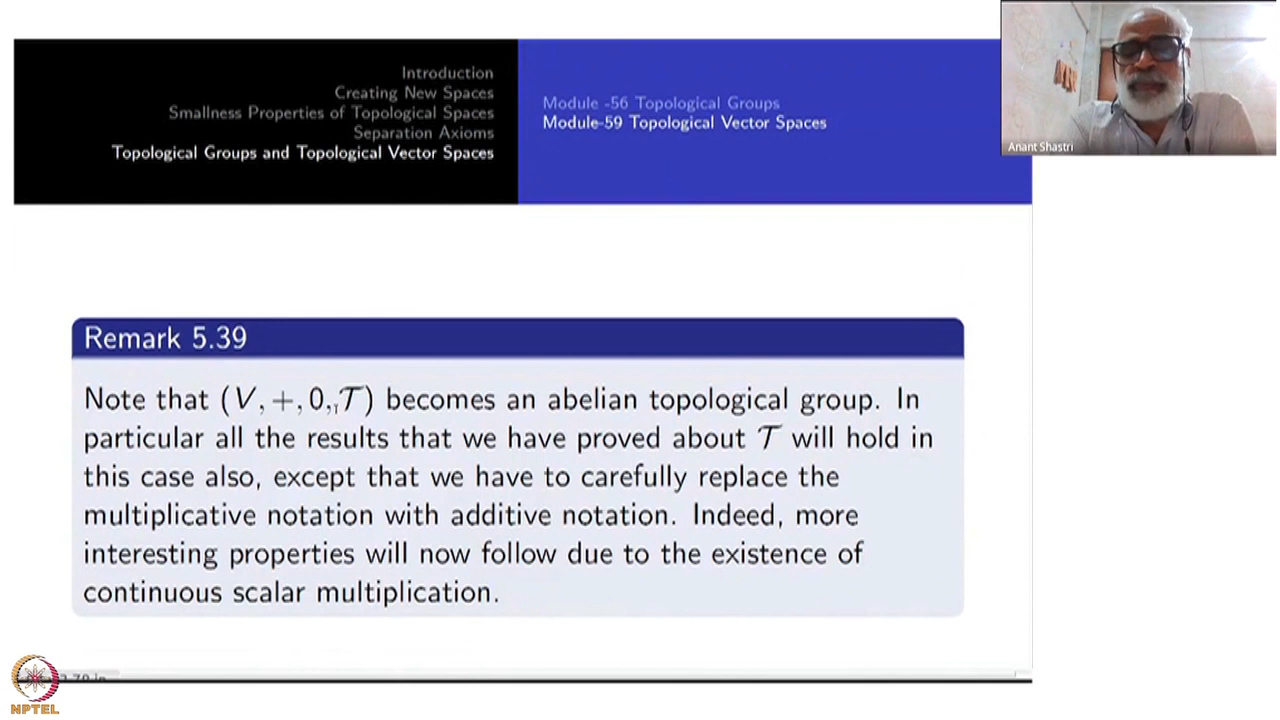 Introduction
Creating New Spaces
Smallness Properties of Topological Spaces
Separation Axioms
Topological Groups and Topological Vector Spaces
Module -56 Topological Groups
Module-59 Topological Vector Spaces
Anant Shastri
Remark 5.39
Note that (V, +, 0, 𝒯) becomes an abelian topological group. In
particular all the results that we have proved about 𝒯 will hold in
this case also, except that we have to carefully replace the
multiplicative notation with additive notation. Indeed, more
interesting properties will now follow due to the existence of
continuous scalar multiplication.
NPTEL